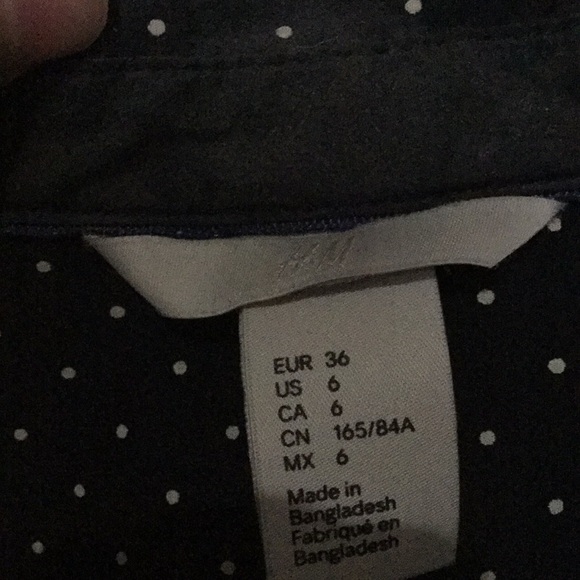 H&M
EUR 36
US 6
CA 6
CN 165/84A
MX 6
Made in
Bangladesh
Fabriqué en
Bangladesh